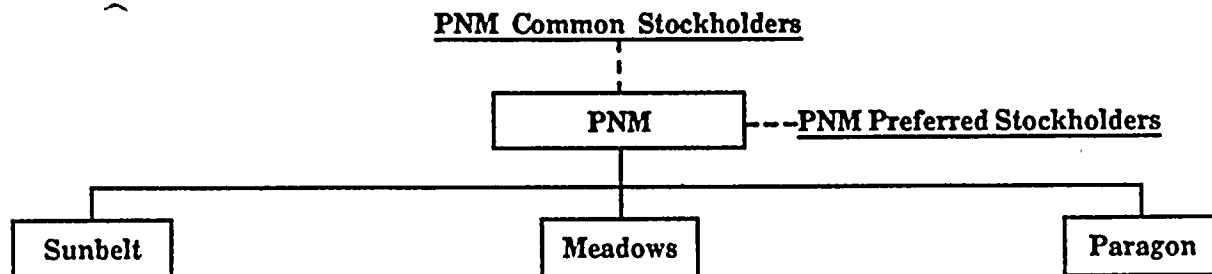 PNM Common Stockholders
PNM
PNM Preferred Stockholders
Sunbelt
Meadows
Paragon